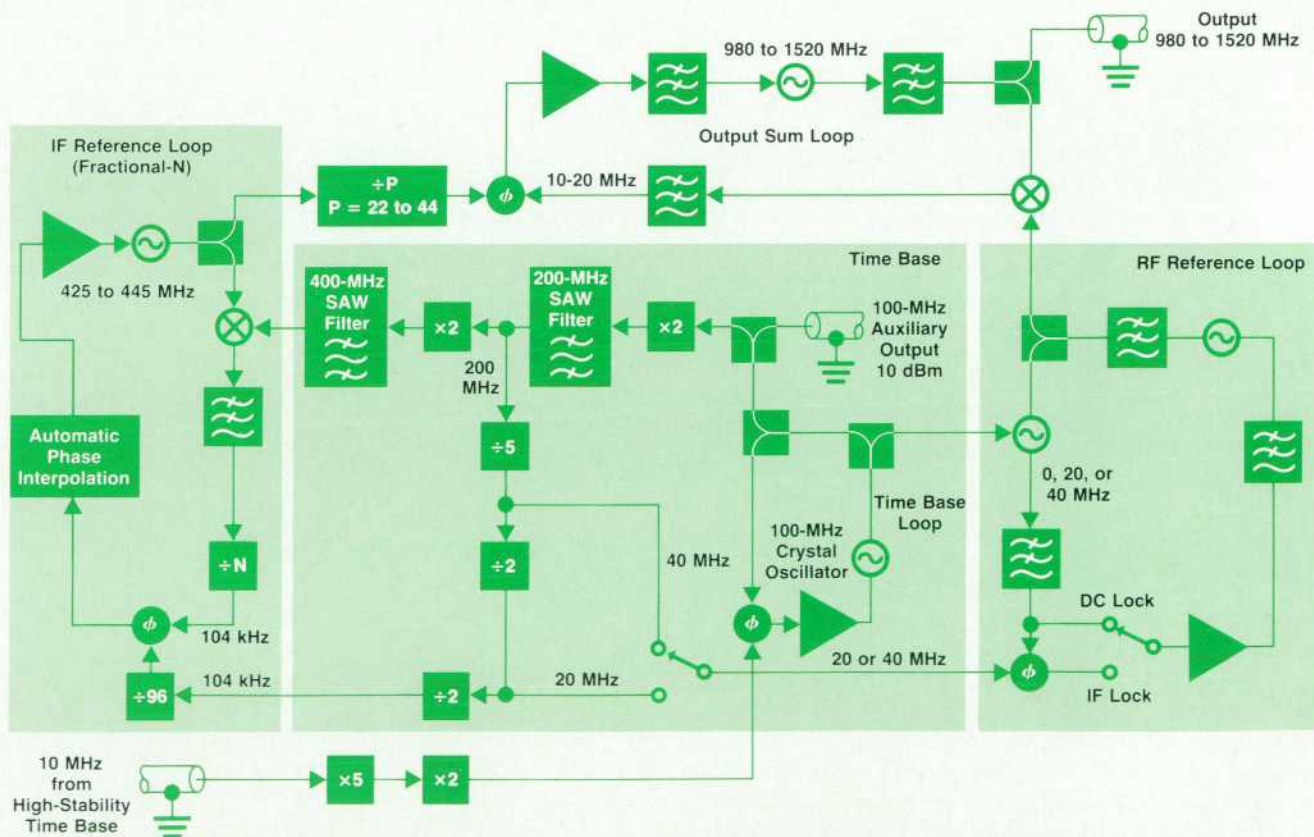 Output
980 to 1520 MHz
980 to 1520 MHz
Output Sum Loop
IF Reference Loop
(Fractional-N)
÷P
P = 22 to 44
ϕ
10-20 MHz
425 to 445 MHz
Automatic
Phase
Interpolation
÷N
ϕ
104 kHz
÷96
104 kHz
Time Base
400-MHz
SAW
Filter
×2
200-MHz
SAW
Filter
×2
100-MHz
Auxiliary
Output
10 dBm
200
MHz
÷5
÷2
÷2
20 MHz
40 MHz
100-MHz
Crystal
Oscillator
Time Base
Loop
ϕ
20 or 40 MHz
RF Reference Loop
0, 20, or
40 MHz
DC Lock
ϕ
IF Lock
10 MHz
from
High-Stability
Time Base
×5
×2